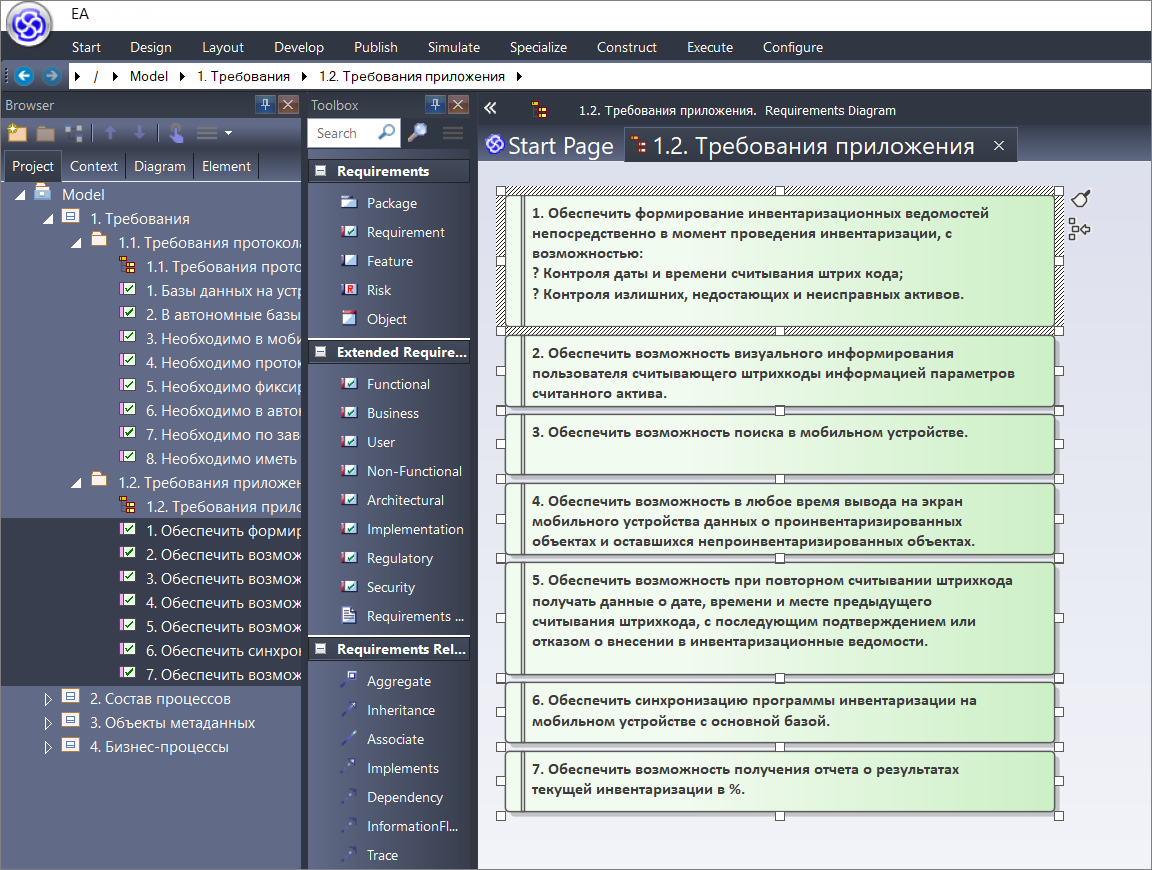 EA
Start Design Layout Develop Publish Simulate Specialize Construct Execute Configure
/ Model 1. Требования 1.2. Требования приложения
Browser
Project Context Diagram Element
Model
1. Требования
1.1. Требования протокола
1.1. Требования прото
1. Базы данных на устр
2. В автономные базы
3. Необходимо в моби
4. Необходимо проток
5. Необходимо фиксир
6. Необходимо в автон
7. Необходимо по зав
8. Необходимо иметь
1.2. Требования приложен
1.2. Требования прило
1. Обеспечить формир
2. Обеспечить возмож
3. Обеспечить возмож
4. Обеспечить возмож
5. Обеспечить возмож
6. Обеспечить синхрон
7. Обеспечить возмож
2. Состав процессов
3. Объекты метаданных
4. Бизнес-процессы
Toolbox
Search
Requirements
Package
Requirement
Feature
Risk
Object
Extended Require...
Functional
Business
User
Non-Functional
Architectural
Implementation
Regulatory
Security
Requirements ...
Requirements Rel...
Aggregate
Inheritance
Associate
Implements
Dependency
InformationFl...
Trace
1.2. Требования приложения. Requirements Diagram
Start Page 1.2. Требования приложения
1. Обеспечить формирование инвентаризационных ведомостей
непосредственно в момент проведения инвентаризации, с
возможностью:
? Контроля даты и времени считывания штрих кода;
? Контроля излишних, недостающих и неисправных активов.
2. Обеспечить возможность визуального информирования
пользователя считывающего штрихкоды информацией параметров
считанного актива.
3. Обеспечить возможность поиска в мобильном устройстве.
4. Обеспечить возможность в любое время вывода на экран
мобильного устройства данных о проинвентаризированных
объектах и оставшихся непроинвентаризированных объектах.
5. Обеспечить возможность при повторном считывании штрихкода
получать данные о дате, времени и месте предыдущего
считывания штрихкода, с последующим подтверждением или
отказом о внесении в инвентаризационные ведомости.
6. Обеспечить синхронизацию программы инвентаризации на
мобильном устройстве с основной базой.
7. Обеспечить возможность получения отчета о результатах
текущей инвентаризации в %.